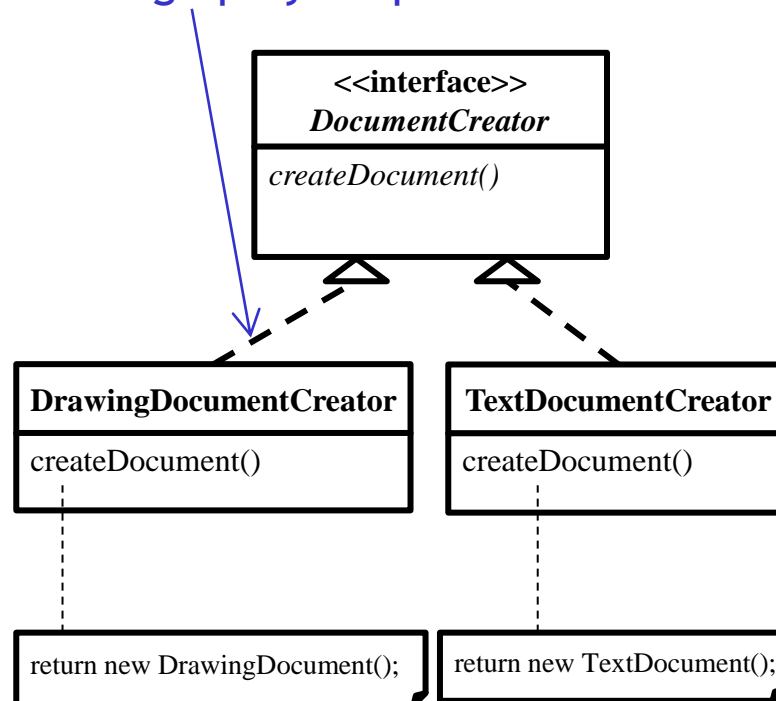 <<interface>>
DocumentCreator
createDocument()
DrawingDocumentCreator
createDocument()
TextDocumentCreator
createDocument()
return new DrawingDocument();
return new TextDocument();